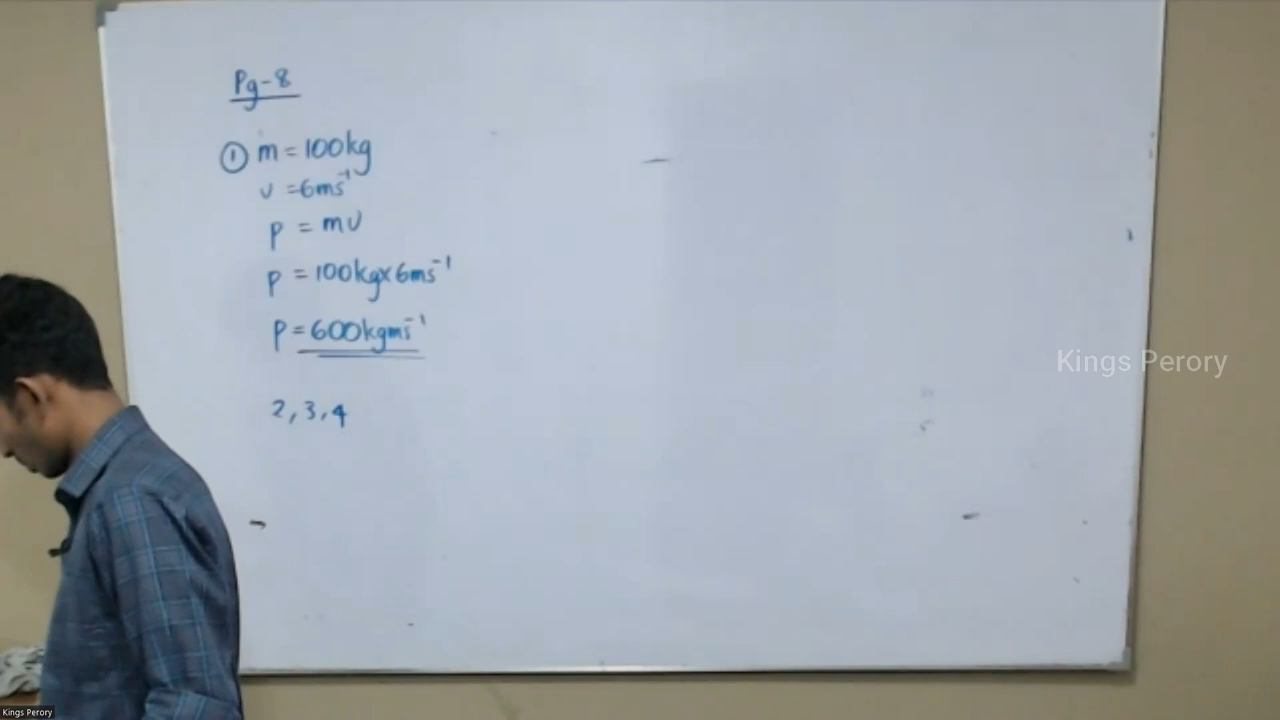 Pg-8
① m = 100kg
v = 6ms⁻¹
p = mv
p = 100kg×6ms⁻¹
p = 600kgms⁻¹
2, 3, 4
Kings Perory
Kings Perory